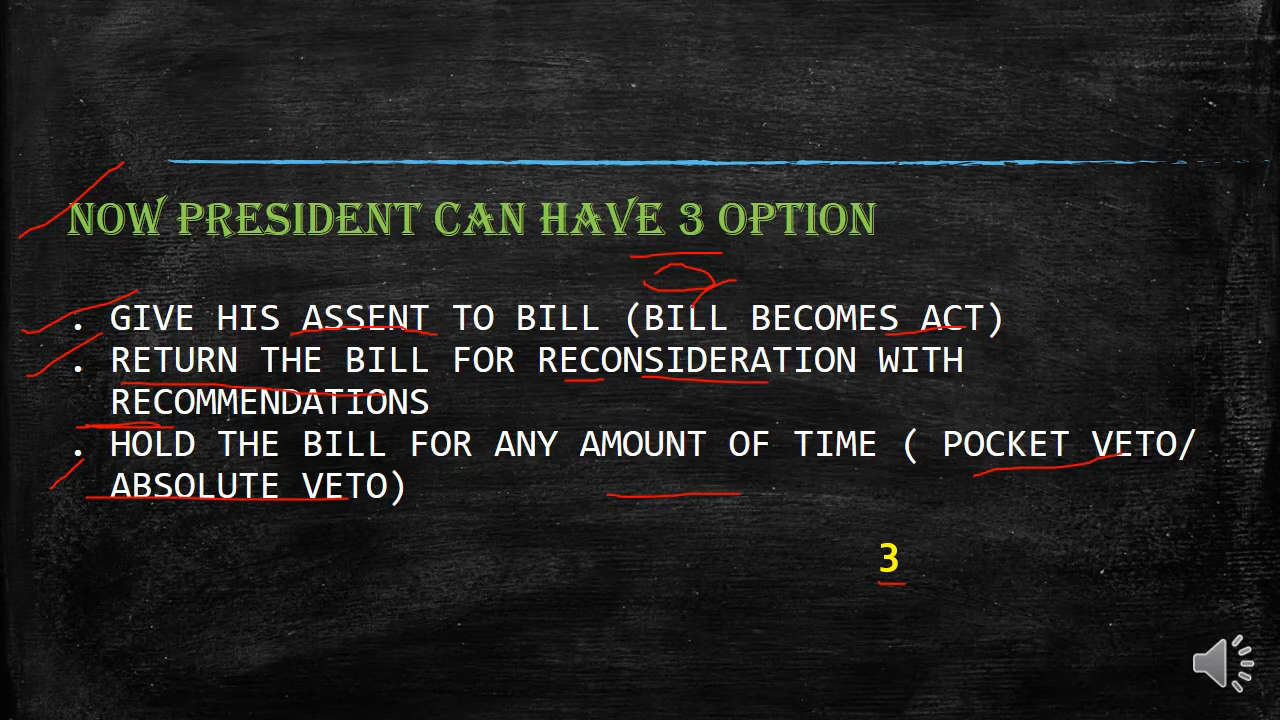 NOW PRESIDENT CAN HAVE 3 OPTION
. GIVE HIS ASSENT TO BILL (BILL BECOMES ACT)
. RETURN THE BILL FOR RECONSIDERATION WITH
RECOMMENDATIONS
. HOLD THE BILL FOR ANY AMOUNT OF TIME ( POCKET VETO/
ABSOLUTE VETO)
3